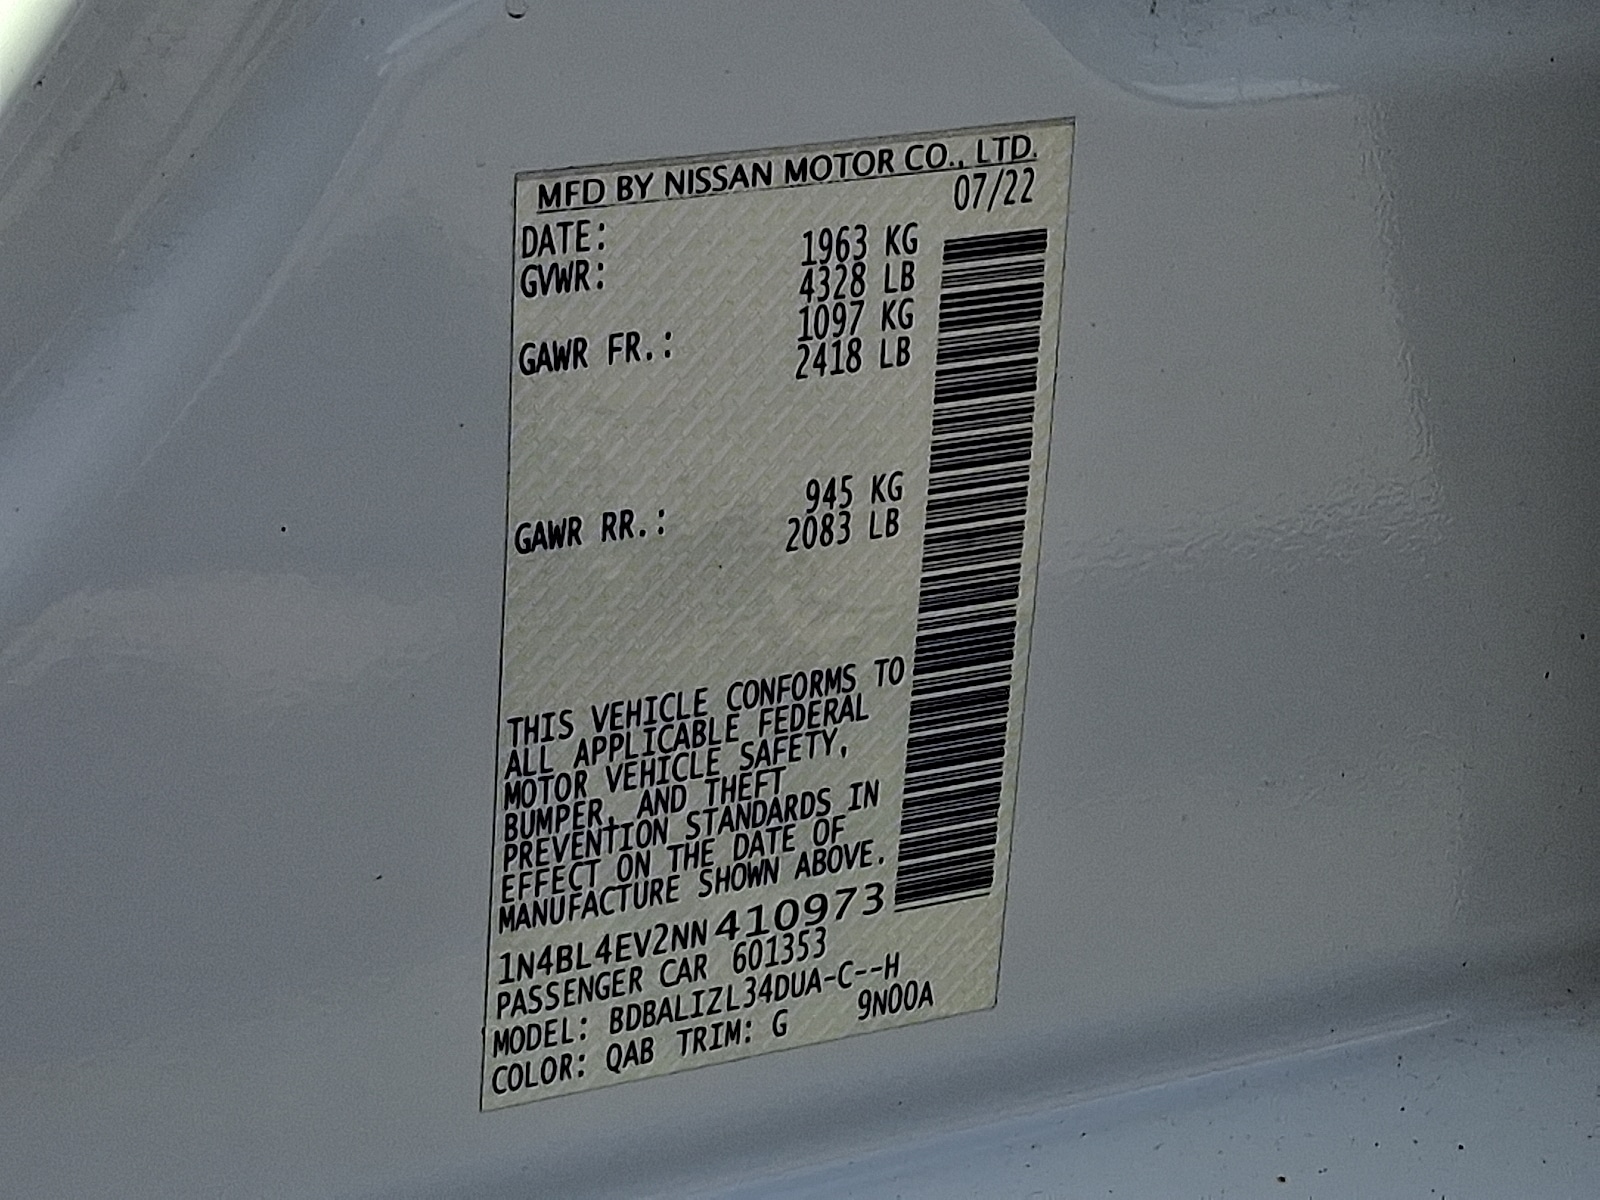 MFD BY NISSAN MOTOR CO., LTD.
DATE: 07/22
GVWR: 1963 KG
4328 LB
GAWR FR.: 1097 KG
2418 LB
GAWR RR.: 945 KG
2083 LB
THIS VEHICLE CONFORMS TO
ALL APPLICABLE FEDERAL
MOTOR VEHICLE SAFETY,
BUMPER, AND THEFT
PREVENTION STANDARDS IN
EFFECT ON THE DATE OF
MANUFACTURE SHOWN ABOVE.
1N4BL4EV2NN410973
PASSENGER CAR 601353
MODEL: BDBALIZL34DUA-C--H
COLOR: QAB TRIM: G 9N00A